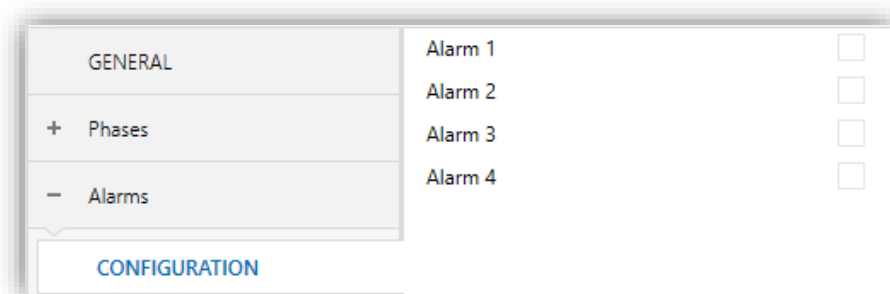 GENERAL
+ Phases
− Alarms
CONFIGURATION
Alarm 1
Alarm 2
Alarm 3
Alarm 4